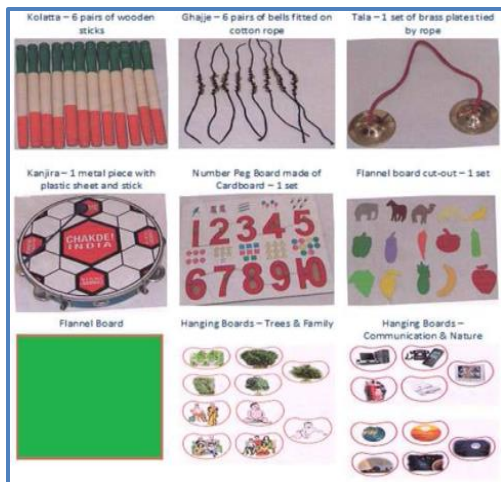 Kolatta – 6 pairs of wooden
sticks
Ghajje – 6 pairs of bells fitted on
cotton rope
Tala – 1 set of brass plates tied
by rope
Kanjira – 1 metal piece with
plastic sheet and stick
CHAKDE!
INDIA
Number Peg Board made of
Cardboard – 1 set
1 2 3 4 5
6 7 8 9 10
Flannel board cut-out – 1 set
Flannel Board
Hanging Boards – Trees & Family
Hanging Boards –
Communication & Nature